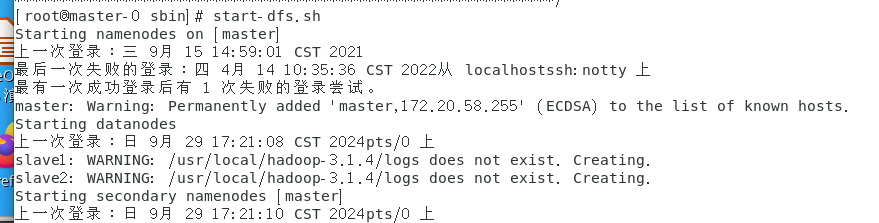 [root@master-0 sbin]# start-dfs.sh
Starting namenodes on [master]
上一次登录：三 9月 15 14:59:01 CST 2021
最后一次失败的登录：四 4月 14 10:35:36 CST 2022从 localhostssh:notty 上
最有一次成功登录后有 1 次失败的登录尝试。
master: Warning: Permanently added 'master,172.20.58.255' (ECDSA) to the list of known hosts.
Starting datanodes
上一次登录：日 9月 29 17:21:08 CST 2024pts/0 上
slave1: WARNING: /usr/local/hadoop-3.1.4/logs does not exist. Creating.
slave2: WARNING: /usr/local/hadoop-3.1.4/logs does not exist. Creating.
Starting secondary namenodes [master]
上一次登录：日 9月 29 17:21:10 CST 2024pts/0 上